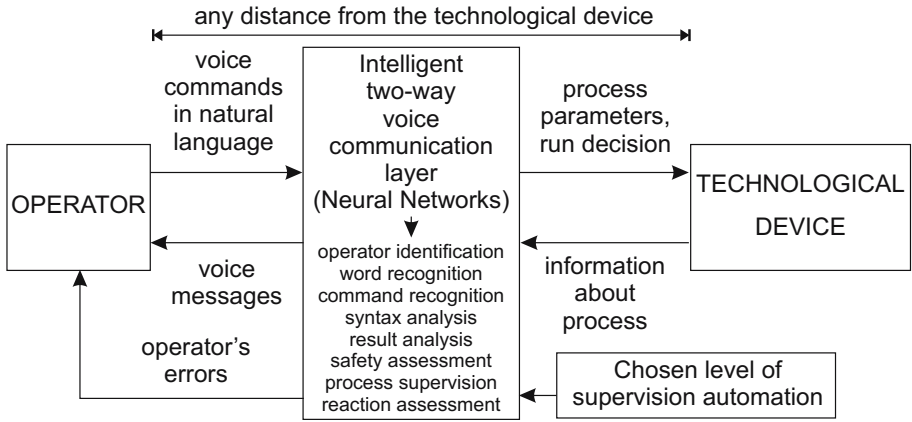 any distance from the technological device
voice
commands
in natural
language
Intelligent
two-way
voice
communication
layer
(Neural Networks)
process
parameters,
run decision
OPERATOR
TECHNOLOGICAL
DEVICE
operator identification
word recognition
command recognition
syntax analysis
result analysis
safety assessment
process supervision
reaction assessment
voice
messages
information
about
process
operator's
errors
Chosen level of
supervision automation